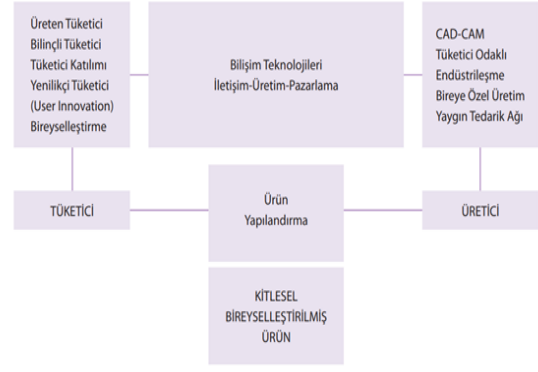 Üreten Tüketici
Bilinçli Tüketici
Tüketici Katılımı
Yenilikçi Tüketici
(User Innovation)
Bireyselleştirme
Bilişim Teknolojileri
İletişim-Üretim-Pazarlama
CAD-CAM
Tüketici Odaklı
Endüstrileşme
Bireye Özel Üretim
Yaygın Tedarik Ağı
TÜKETİCİ
Ürün
Yapılandırma
ÜRETİCİ
KİTLESEL
BİREYSELLEŞTİRİLMİŞ
ÜRÜN